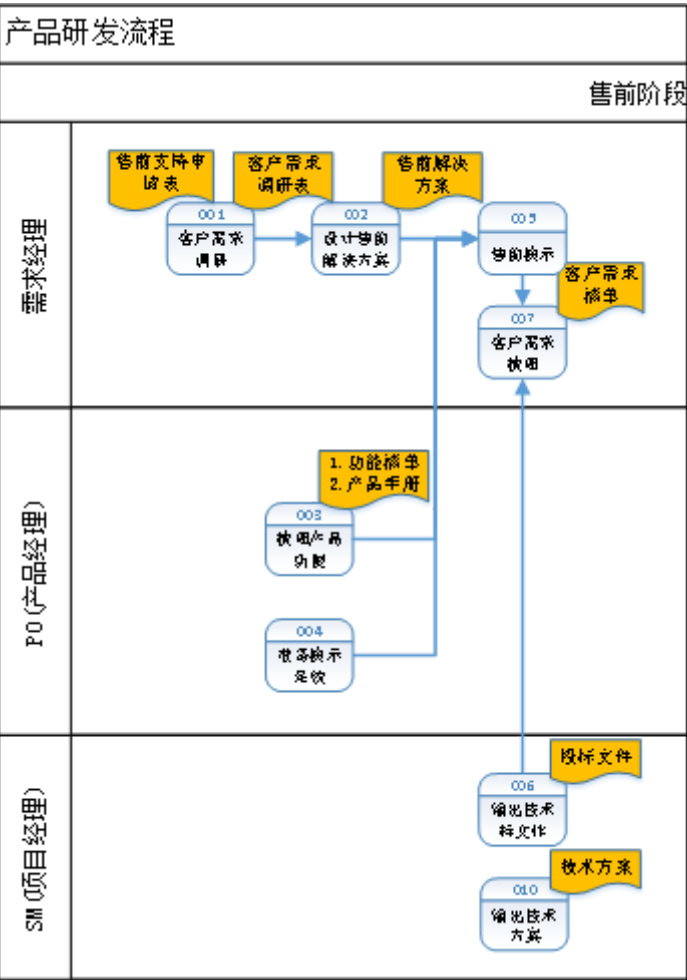 产品研发流程
售前阶段
需求经理
售前支持申
请表
客户需求
调研表
售前解决
方案
001
客户需求
调研
002
设计售前
解决方案
005
售前演示
客户需求
清单
007
客户需求
梳理
PO(产品经理)
1. 功能清单
2. 产品手册
003
梳理产品
功能
004
准备演示
系统
SM(项目经理)
投标文件
006
输出技术
标文件
技术方案
010
输出技术
方案